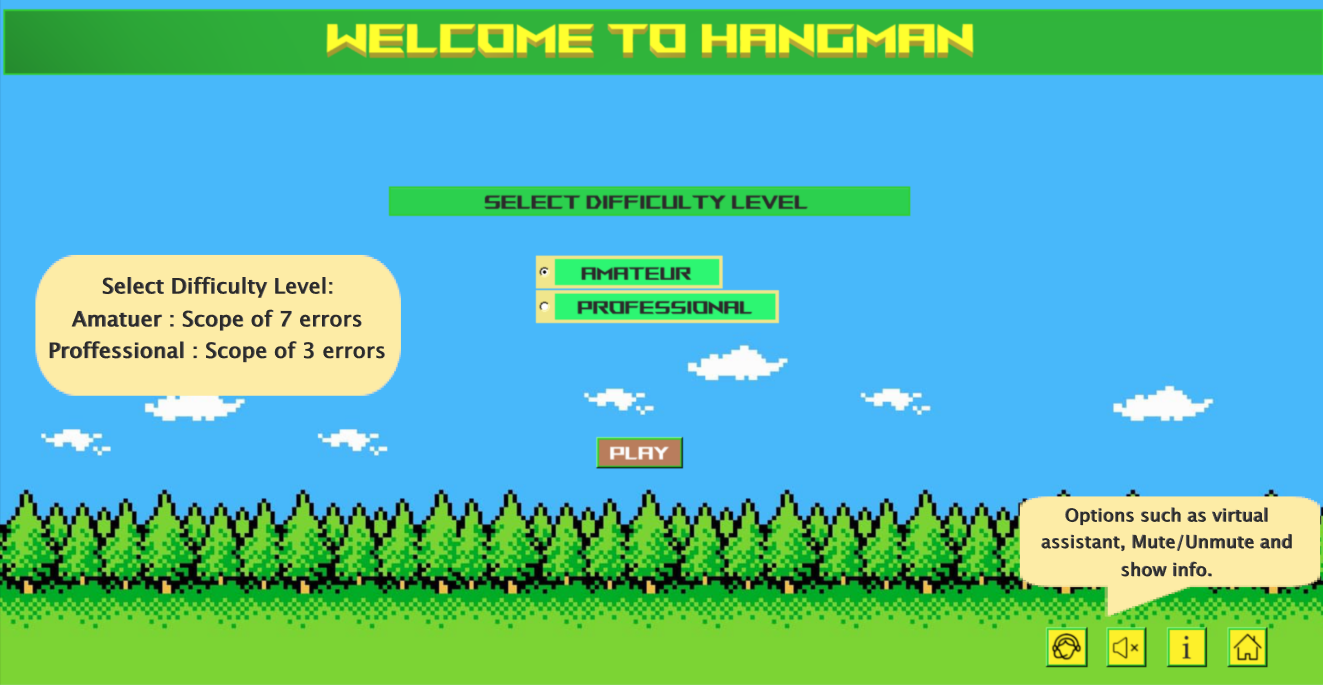 WELCOME TO HANGMAN
SELECT DIFFICULTY LEVEL
Select Difficulty Level:
Amatuer : Scope of 7 errors
Proffessional : Scope of 3 errors
AMATEUR
PROFESSIONAL
PLAY
Options such as virtual
assistant, Mute/Unmute and
show info.
i